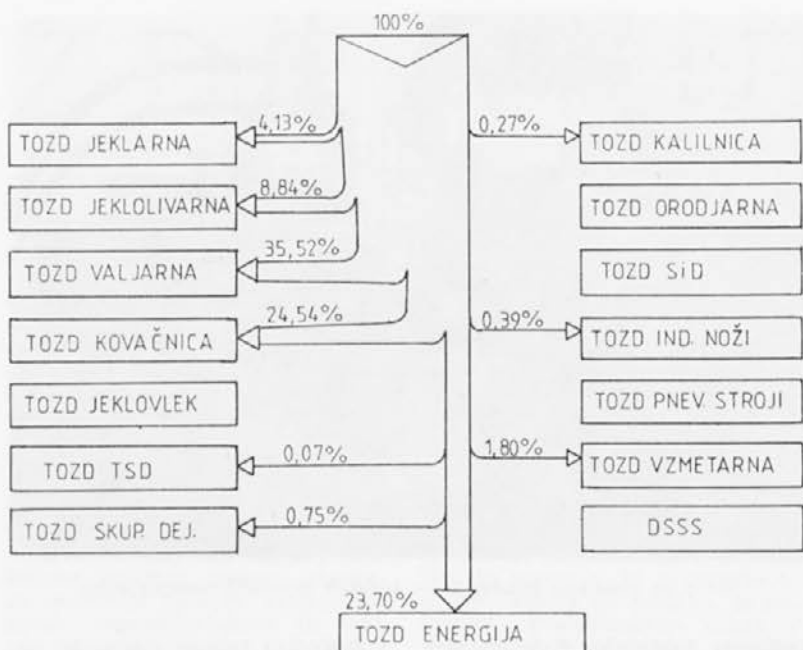 100%
4,13%
TOZD JEKLARNA
0,27%
TOZD KALILNICA
8,84%
TOZD JEKLOLIVARNA
TOZD ORODJARNA
35,52%
TOZD VALJARNA
TOZD SiD
24,54%
TOZD KOVAČNICA
0,39%
TOZD IND. NOŽI
TOZD JEKLOVLEK
TOZD PNEV. STROJI
TOZD TSD
0,07%
1,80%
TOZD VZMETARNA
TOZD SKUP. DEJ.
0,75%
DSSS
23,70%
TOZD ENERGIJA